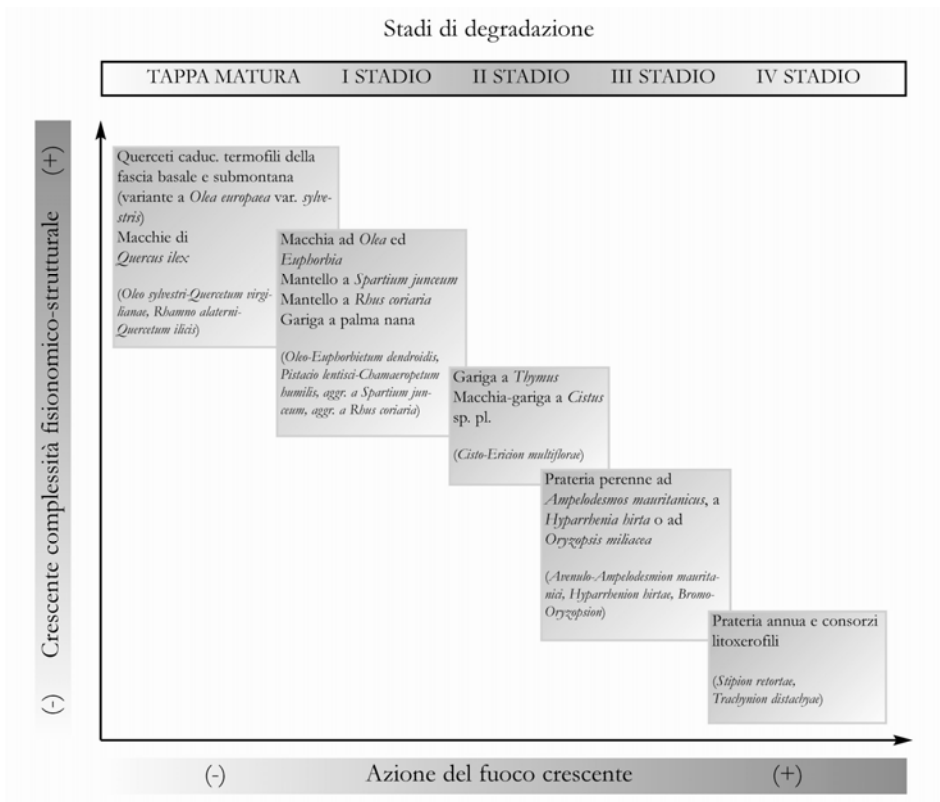 Stadi di degradazione
TAPPA MATURA I STADIO II STADIO III STADIO IV STADIO
Crescente complessità fisionomico-strutturale
(+)
(-)
Querceti caduc. termofili della
fascia basale e submontana
(variante a Olea europaea var. sylve-
stris)
Macchie di
Quercus ilex
(Oleo sylvestri-Quercetum virgi-
lianae, Rhamno alaterni-
Quercetum ilicis)
Macchia ad Olea ed
Euphorbia
Mantello a Spartium junceum
Mantello a Rhus coriaria
Gariga a palma nana
(Oleo-Euphorbietum dendroidis,
Pistacio lentisci-Chamaeropetum
humilis, aggr. a Spartium jun-
ceum, aggr. a Rhus coriaria)
Gariga a Thymus
Macchia-gariga a Cistus
sp. pl.
(Cisto-Ericion multiflorae)
Prateria perenne ad
Ampelodesmos mauritanicus, a
Hyparrhenia hirta o ad
Oryzopsis miliacea
(Avenulo-Ampelodesmion maurita-
nici, Hyparrhenion hirtae, Bromo-
Oryzopsion)
Prateria annua e consorzi
litoxerofili
(Stipion retortae,
Trachynion distachyae)
(-) Azione del fuoco crescente (+)